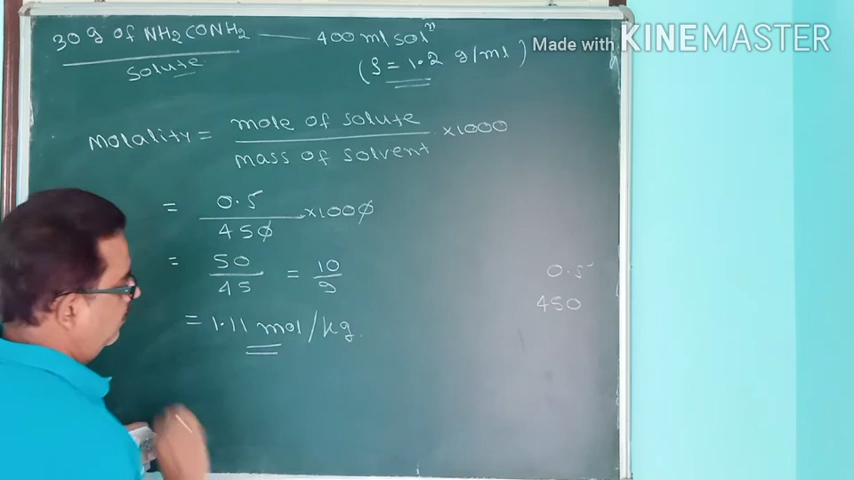 30 g of NH2CONH2 — 400 ml solⁿ
solute
(ρ = 1.2 g/ml)
Made with KINEMASTER
Molality = mole of solute / mass of solvent ×1000
= 0.5 / 450 ×1000
= 50 / 45 = 10 / 9
= 1.11 mol/kg.
0.5
450